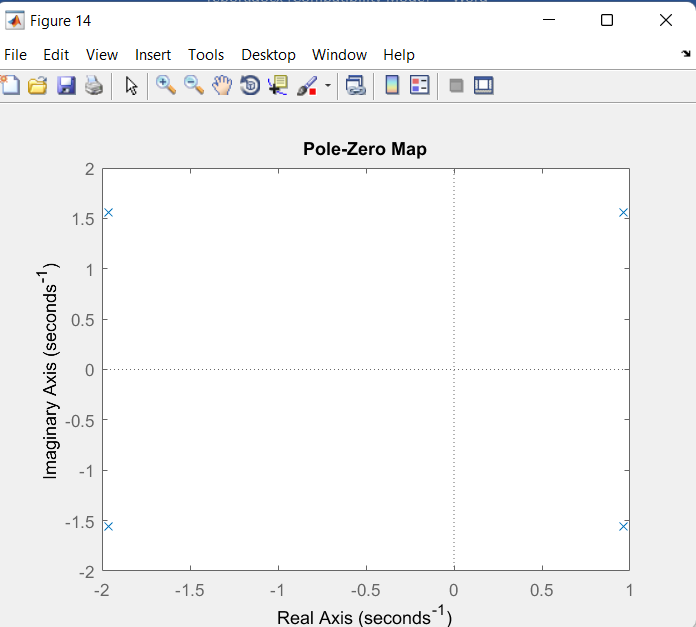 Figure 14
File Edit View Insert Tools Desktop Window Help
Pole-Zero Map
2
1.5
1
0.5
0
-0.5
-1
-1.5
-2
-2 -1.5 -1 -0.5 0 0.5 1
Imaginary Axis (seconds⁻¹)
Real Axis (seconds⁻¹)